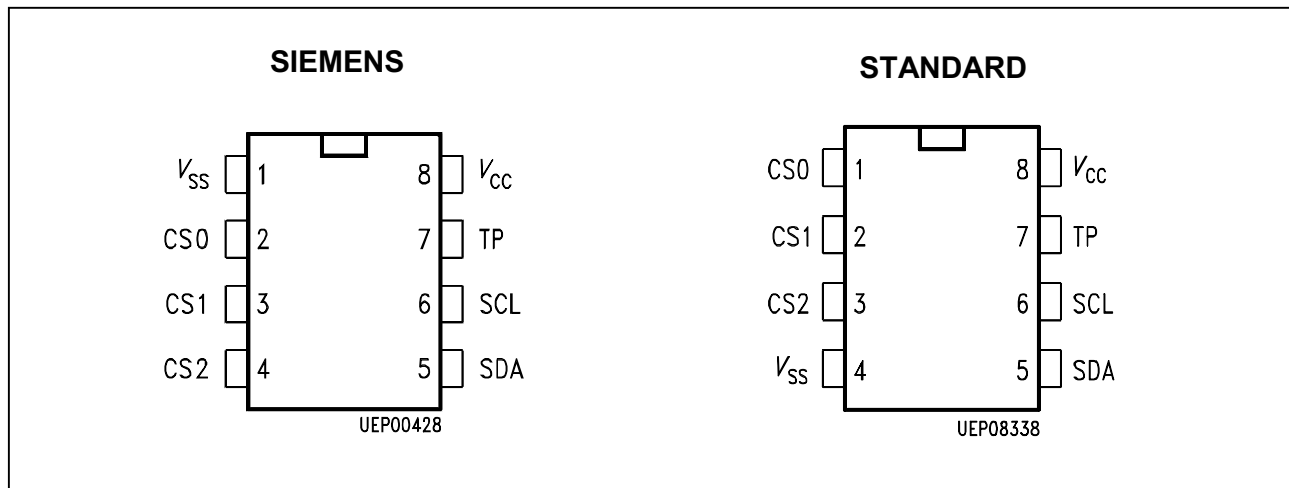 SIEMENS
VSS 1 8 VCC
CS0 2 7 TP
CS1 3 6 SCL
CS2 4 5 SDA
UEP00428
STANDARD
CS0 1 8 VCC
CS1 2 7 TP
CS2 3 6 SCL
VSS 4 5 SDA
UEP08338